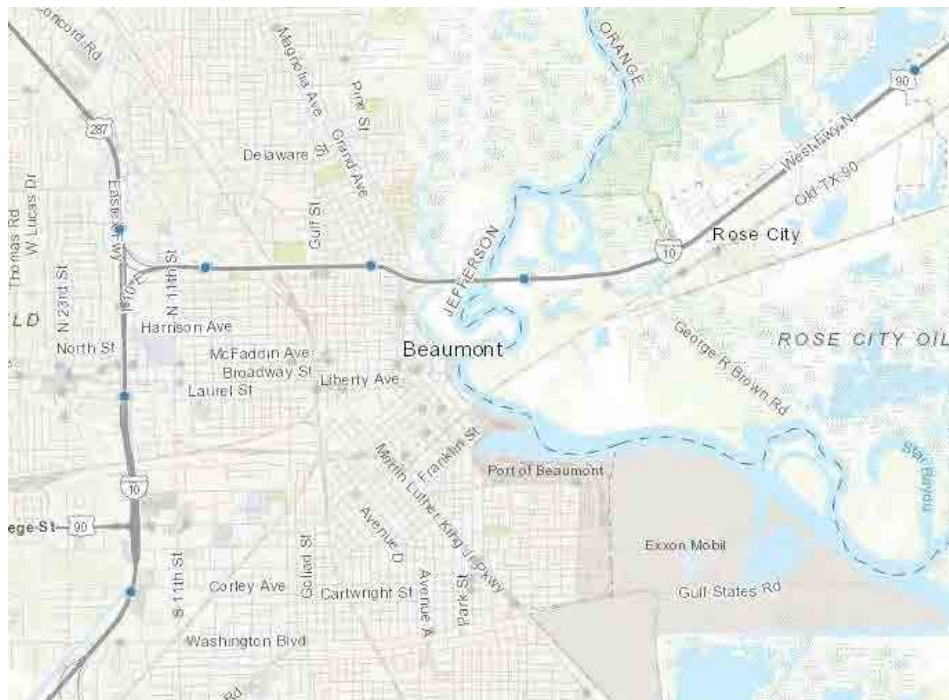 Concord Rd
ORANGE
Magnolia Ave
Pine St
90
287
West Fwy N
Delaware St
Grand Ave
Old TX-90
Eastex Fwy
Thomas Rd
W Lucas Dr
Gulf St
JEFFERSON
Rose City
10
N 23rd St
N 11th St
LD
Harrison Ave
George R Brown Rd
ROSE CITY OIL
North St
McFaddin Ave
Beaumont
Broadway St
Liberty Ave
Laurel St
Franklin St
Martin Luther King Jr Pkwy
Port of Beaumont
Star Bayou
10
ege St
90
Avenue D
Exxon Mobil
Goliad St
S 11th St
Corley Ave
Cartwright St
Avenue A
Park St
Gulf States Rd
Washington Blvd
Rd